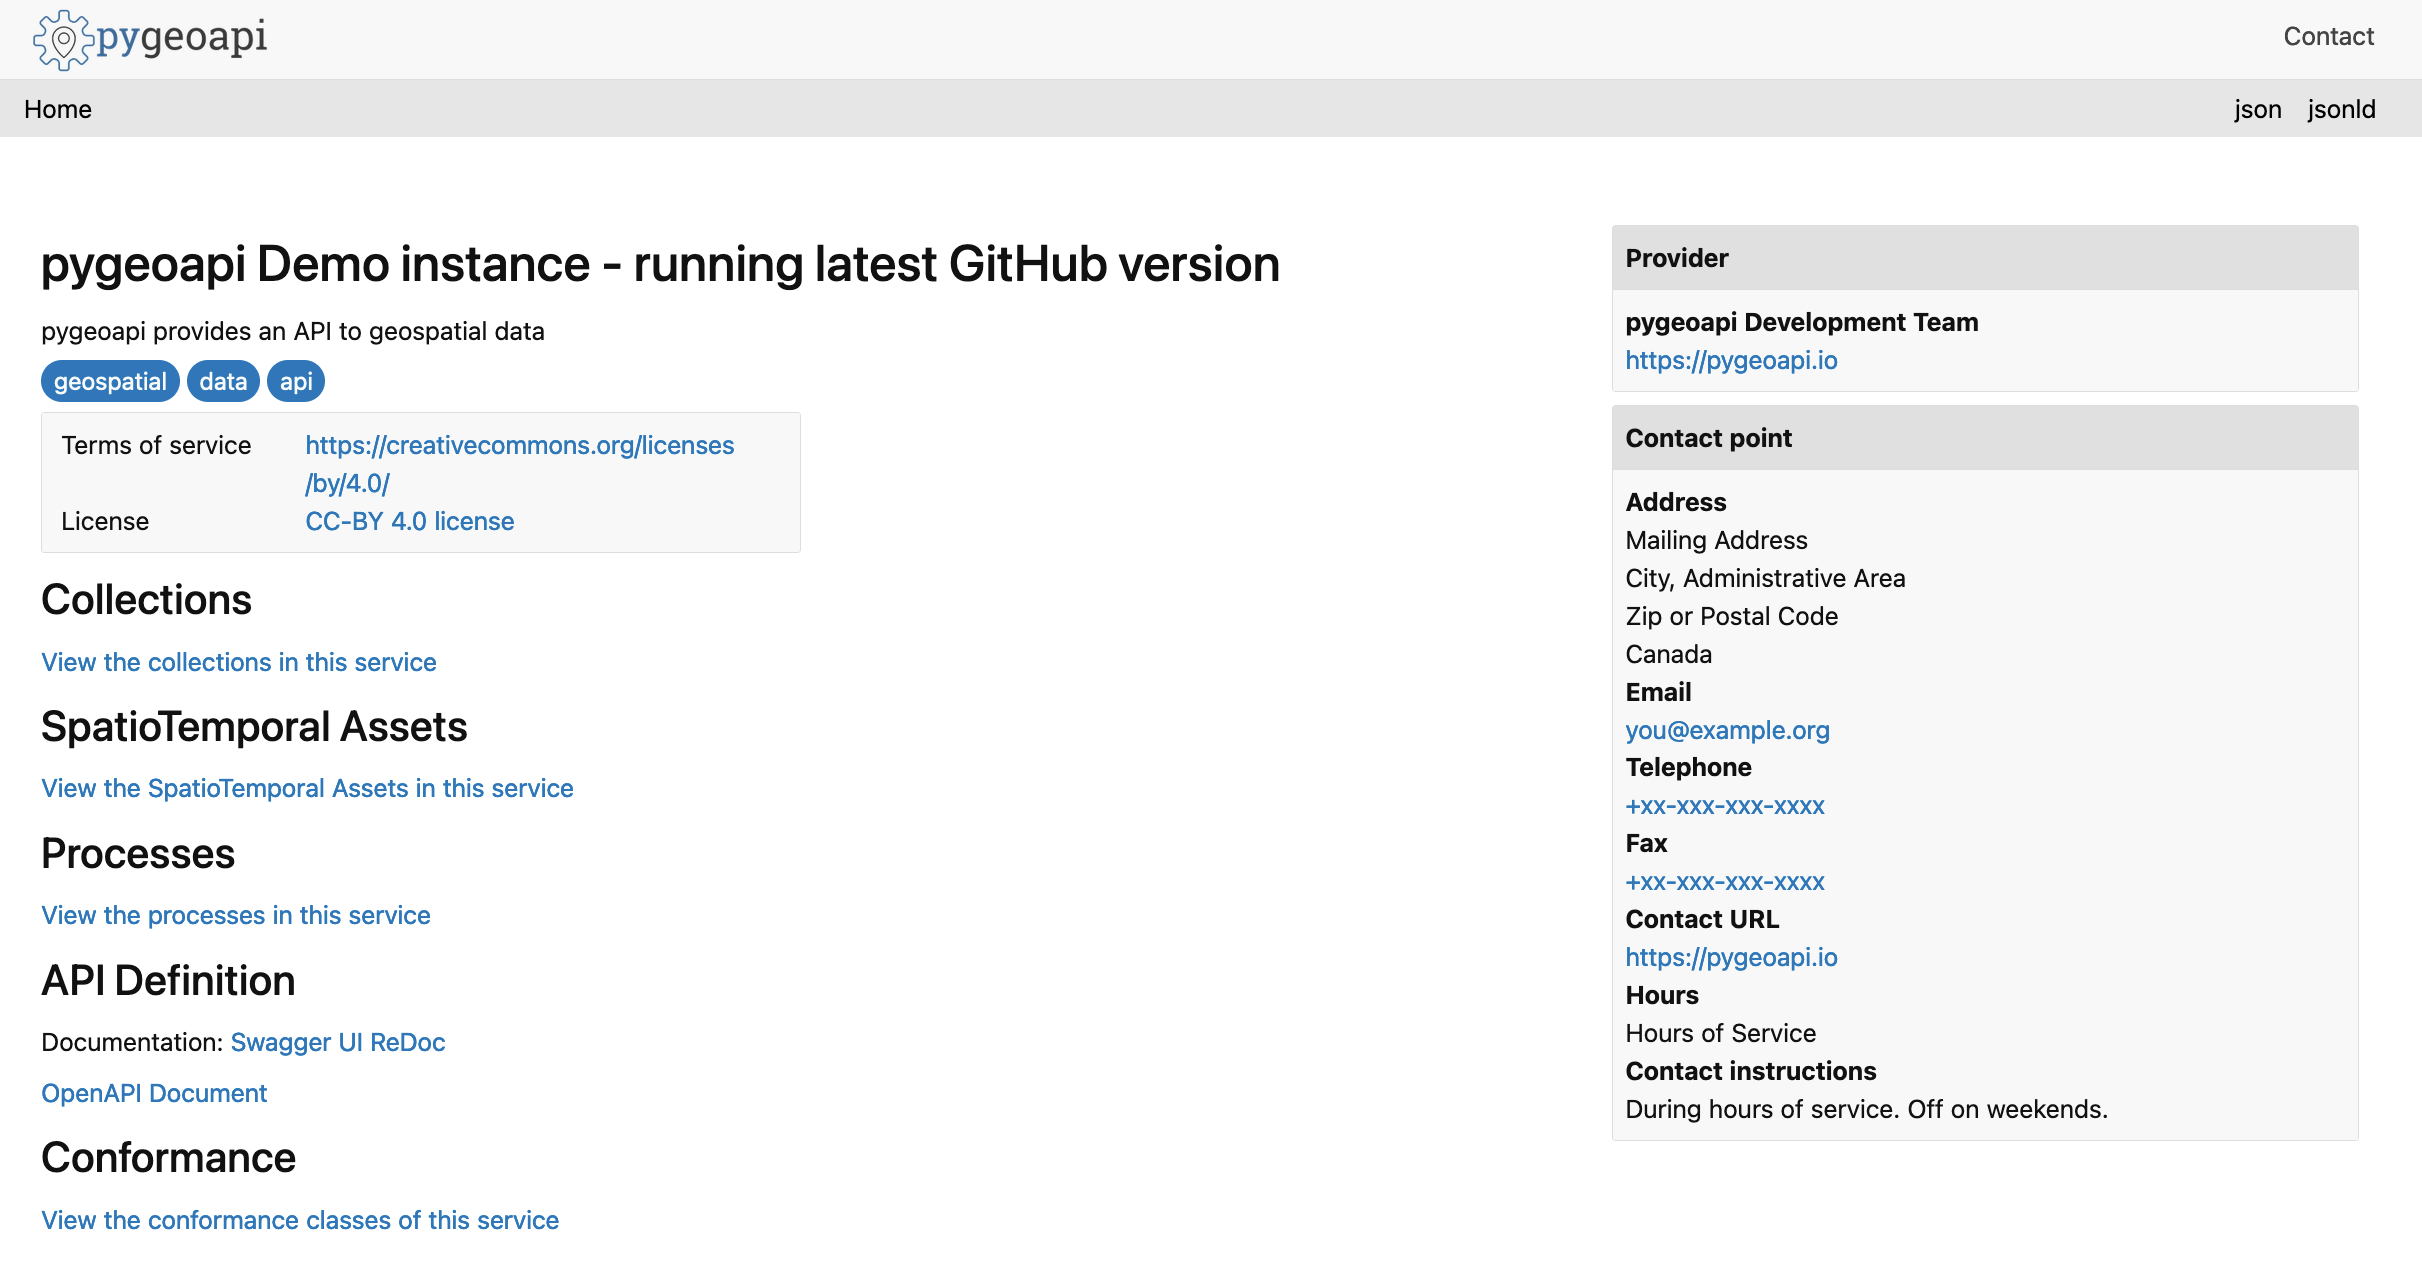 pygeoapi
Contact
Home
json jsonld
pygeoapi Demo instance - running latest GitHub version
pygeoapi provides an API to geospatial data
geospatial data api
Terms of service https://creativecommons.org/licenses
/by/4.0/
License CC-BY 4.0 license
Collections
View the collections in this service
SpatioTemporal Assets
View the SpatioTemporal Assets in this service
Processes
View the processes in this service
API Definition
Documentation: Swagger UI ReDoc
OpenAPI Document
Conformance
View the conformance classes of this service
Provider
pygeoapi Development Team
https://pygeoapi.io
Contact point
Address
Mailing Address
City, Administrative Area
Zip or Postal Code
Canada
Email
you@example.org
Telephone
+xx-xxx-xxx-xxxx
Fax
+xx-xxx-xxx-xxxx
Contact URL
https://pygeoapi.io
Hours
Hours of Service
Contact instructions
During hours of service. Off on weekends.